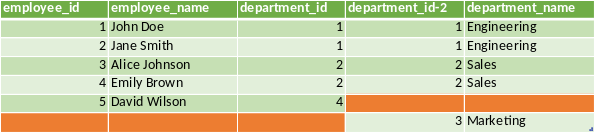 employee_id employee_name department_id department_id-2 department_name
1 John Doe 1 1 Engineering
2 Jane Smith 1 1 Engineering
3 Alice Johnson 2 2 Sales
4 Emily Brown 2 2 Sales
5 David Wilson 4
3 Marketing